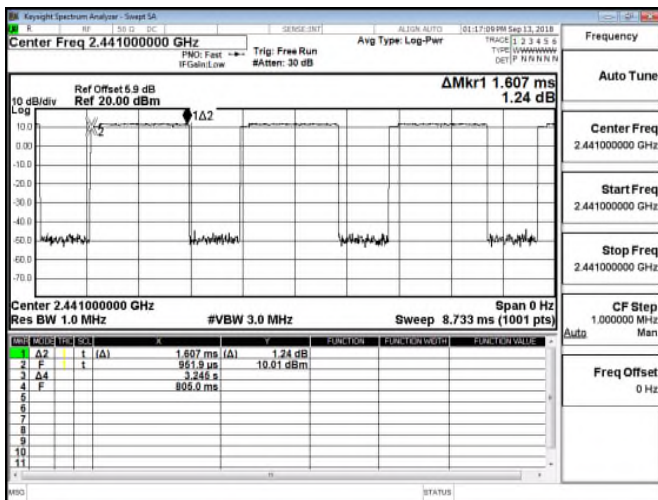 Keysight Spectrum Analyzer - Swept SA
R RF 50 Ω DC SENSE:INT ALIGN AUTO 01:17:09 PM Sep 13, 2018
Center Freq 2.441000000 GHz
PNO: Fast
IFGain:Low
Trig: Free Run
#Atten: 30 dB
Avg Type: Log-Pwr
TRACE 1 2 3 4 5 6
TYPE WWWWWW
DET P N N N N N
Ref Offset 6.9 dB
Ref 20.00 dBm
10 dB/div
Log
ΔMkr1 1.607 ms
1.24 dB
1Δ2
2
10.0
0.00
-10.0
-20.0
-30.0
-40.0
-50.0
-60.0
-70.0
Center 2.441000000 GHz
Span 0 Hz
Res BW 1.0 MHz
#VBW 3.0 MHz
Sweep 8.733 ms (1001 pts)
MKR MODE TRC SCL X Y FUNCTION FUNCTION WIDTH FUNCTION VALUE
1 Δ2 t (Δ) 1.607 ms (Δ) 1.24 dB
2 F t 951.9 µs 10.01 dBm
3 Δ4 3.245 s
4 F 805.0 ms
5
6
7
8
9
10
11
MSG
STATUS
Frequency
Auto Tune
Center Freq
2.441000000 GHz
Start Freq
2.441000000 GHz
Stop Freq
2.441000000 GHz
CF Step
1.000000 MHz
Auto Man
Freq Offset
0 Hz